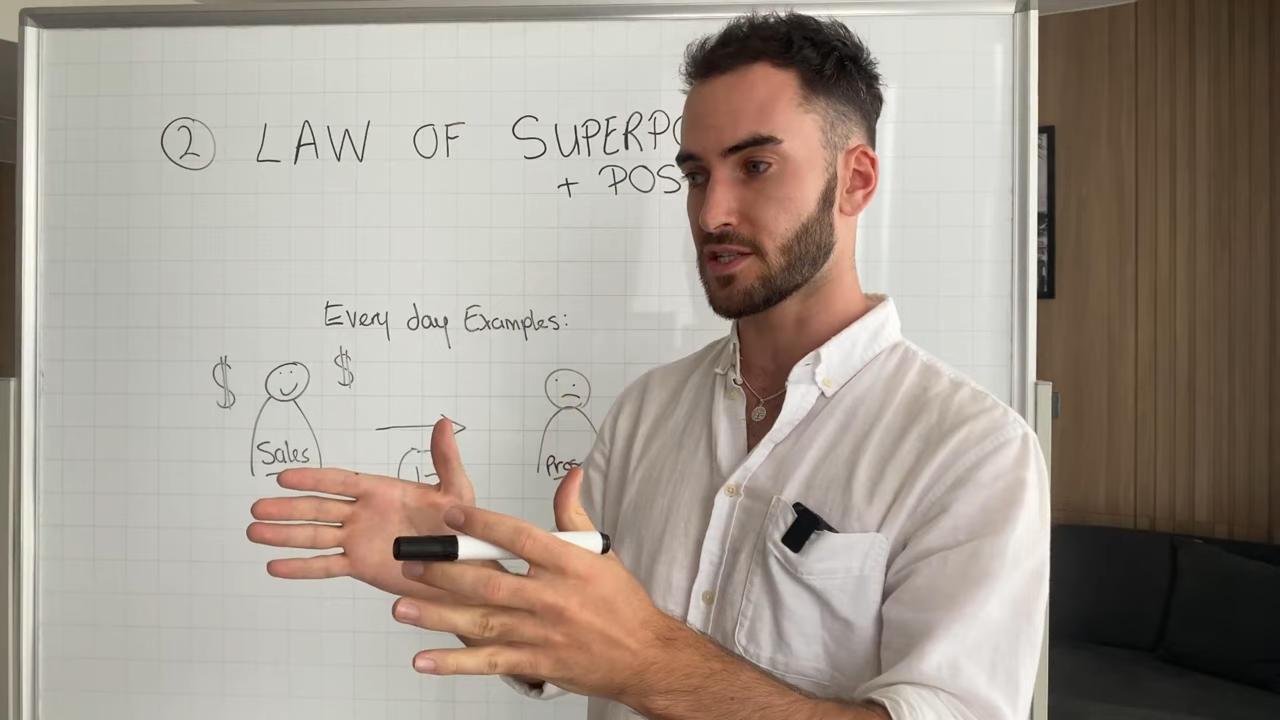 ② LAW OF SUPERPO
+ POS
Every day Examples:
$ $
Sales
Pros